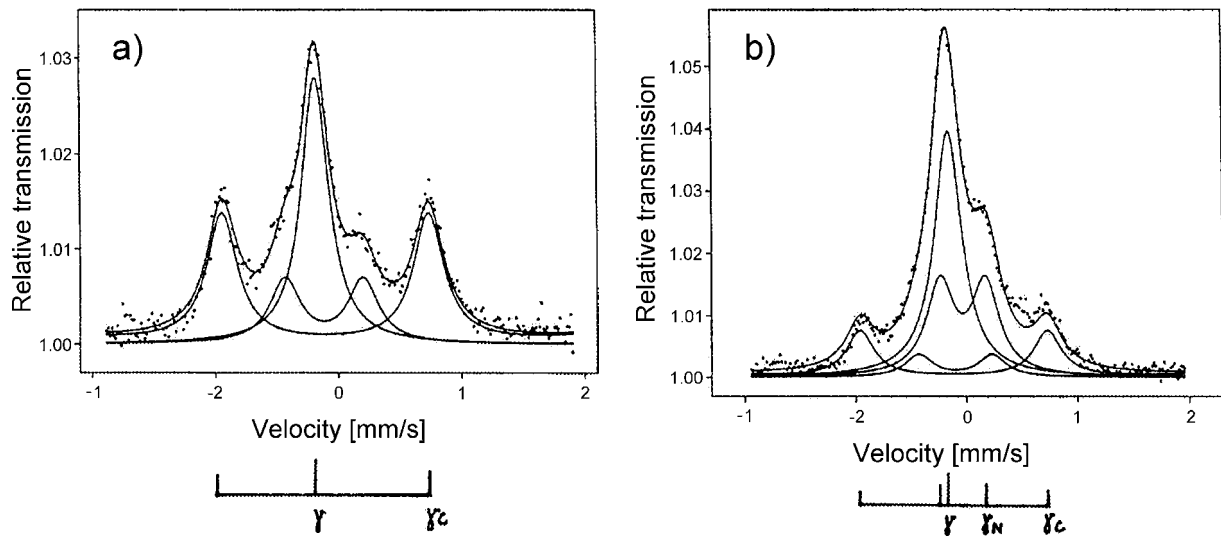 a)
Relative transmission
1.03
1.02
1.01
1.00
-1 -2 0 1 2
Velocity [mm/s]
γ γc
b)
Relative transmission
1.05
1.04
1.03
1.02
1.01
1.00
-1 -2 0 1 2
Velocity [mm/s]
γ γN γc